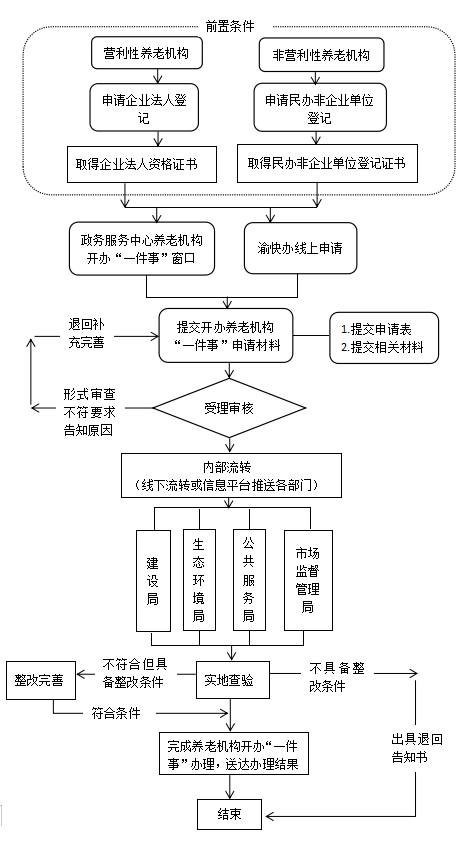 前置条件
营利性养老机构
非营利性养老机构
申请企业法人登
记
申请民办非企业单位
登记
取得企业法人资格证书
取得民办非企业单位登记证书
政务服务中心养老机构
开办“一件事”窗口
渝快办线上申请
退回补
充完善
提交开办养老机构
“一件事”申请材料
1.提交申请表
2.提交相关材料
形式审查
不符要求
告知原因
受理审核
内部流转
（线下流转或信息平台推送各部门）
建
设
局
生
态
环
境
局
公
共
服
务
局
市场
监督
管理
局
整改完善
不符合但具
备整改条件
实地查验
不具备整
改条件
符合条件
出具退回
告知书
完成养老机构开办“一件
事”办理，送达办理结果
结束